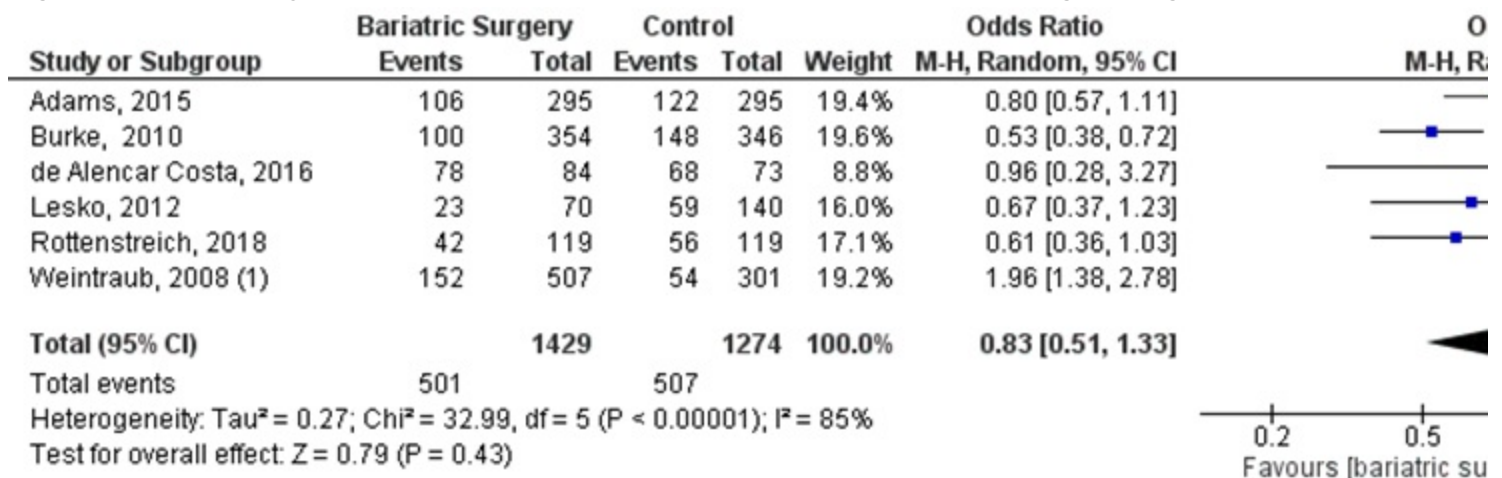 Bariatric Surgery Control Odds Ratio O
Study or Subgroup Events Total Events Total Weight M-H, Random, 95% CI M-H, Ra
Adams, 2015 106 295 122 295 19.4% 0.80 [0.57, 1.11]
Burke, 2010 100 354 148 346 19.6% 0.53 [0.38, 0.72]
de Alencar Costa, 2016 78 84 68 73 8.8% 0.96 [0.28, 3.27]
Lesko, 2012 23 70 59 140 16.0% 0.67 [0.37, 1.23]
Rottenstreich, 2018 42 119 56 119 17.1% 0.61 [0.36, 1.03]
Weintraub, 2008 (1) 152 507 54 301 19.2% 1.96 [1.38, 2.78]
Total (95% CI) 1429 1274 100.0% 0.83 [0.51, 1.33]
Total events 501 507
Heterogeneity: Tau² = 0.27; Chi² = 32.99, df = 5 (P < 0.00001); I² = 85%
Test for overall effect: Z = 0.79 (P = 0.43)
0.2 0.5
Favours [bariatric su